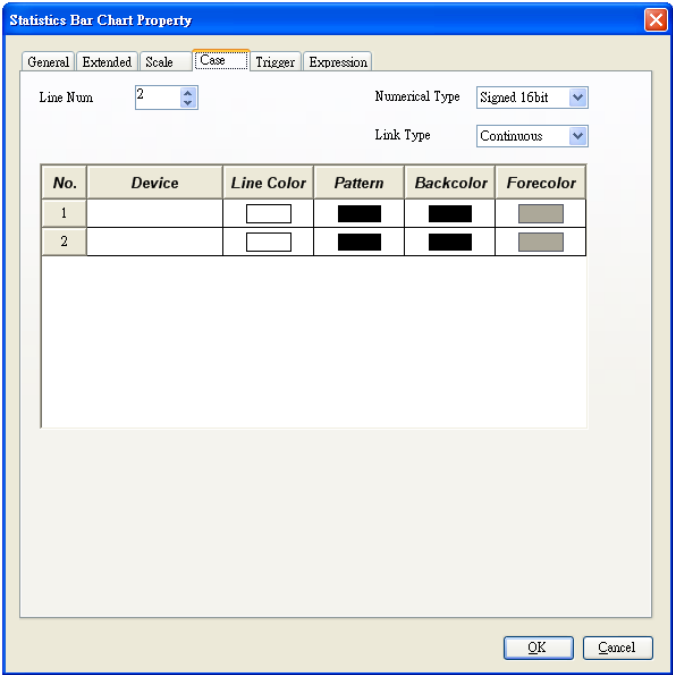 Statistics Bar Chart Property
General Extended Scale Case Trigger Expression
Line Num 2 Numerical Type Signed 16bit
Link Type Continuous
No. Device Line Color Pattern Backcolor Forecolor
1
2
OK Cancel